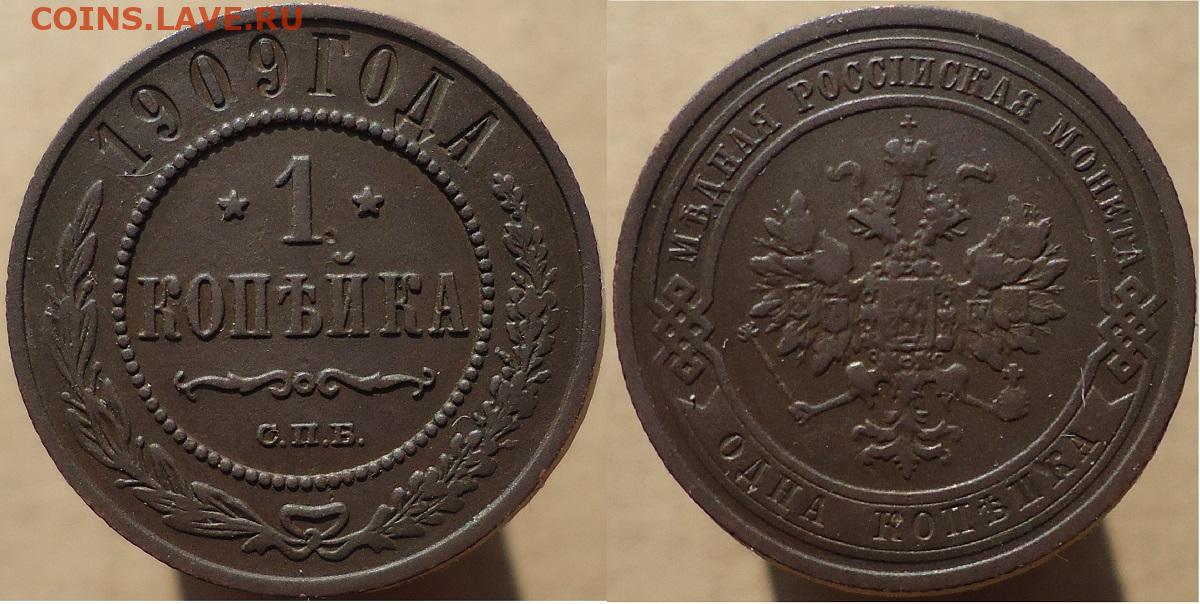 COINS.LAVE.RU
1909 ГОДА
1
КОПѢЙКА
С.П.Б.
МѢДНАЯ РОССІЙСКАЯ МОНЕТА
ОДНА КОПѢЙКА